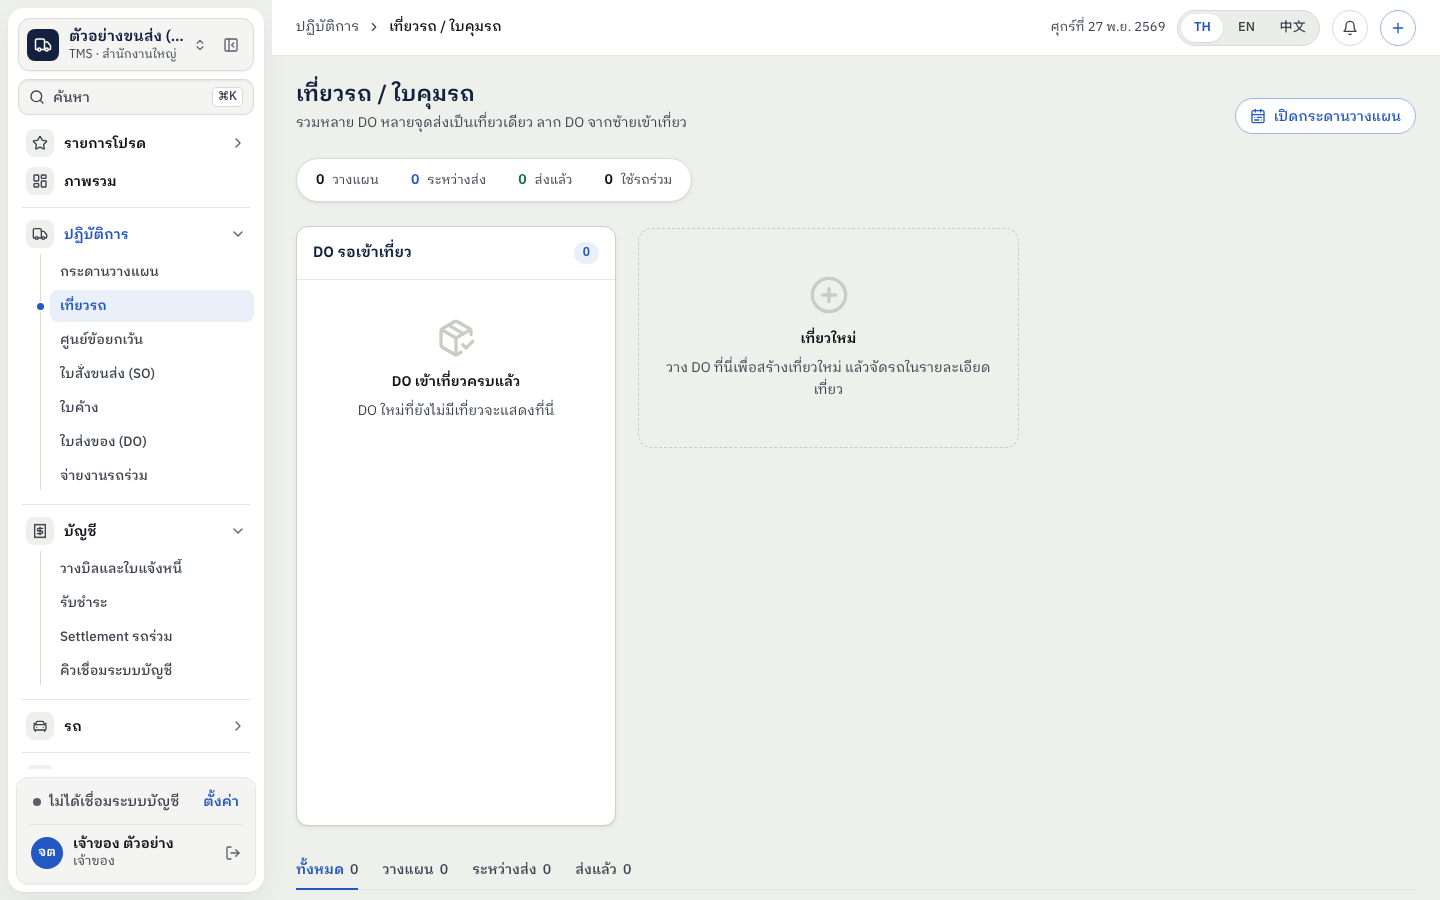 ตัวอย่างขนส่ง (...
TMS · สำนักงานใหญ่
ค้นหา
⌘K
รายการโปรด
ภาพรวม
ปฏิบัติการ
กระดานวางแผน
เที่ยวรถ
ศูนย์ข้อยกเว้น
ใบสั่งขนส่ง (SO)
ใบค้าง
ใบส่งของ (DO)
จ่ายงานรถร่วม
บัญชี
วางบิลและใบแจ้งหนี้
รับชำระ
Settlement รถร่วม
คิวเชื่อมระบบบัญชี
รถ
ไม่ได้เชื่อมระบบบัญชี
ตั้งค่า
จต
เจ้าของ ตัวอย่าง
เจ้าของ
ปฏิบัติการ
เที่ยวรถ / ใบคุมรถ
ศุกร์ที่ 27 พ.ย. 2569
TH
EN
中文
เที่ยวรถ / ใบคุมรถ
รวมหลาย DO หลายจุดส่งเป็นเที่ยวเดียว ลาก DO จากซ้ายเข้าเที่ยว
เปิดกระดานวางแผน
0 วางแผน
0 ระหว่างส่ง
0 ส่งแล้ว
0 ใช้รถร่วม
DO รอเข้าเที่ยว
0
DO เข้าเที่ยวครบแล้ว
DO ใหม่ที่ยังไม่มีเที่ยวจะแสดงที่นี่
เที่ยวใหม่
วาง DO ที่นี่เพื่อสร้างเที่ยวใหม่ แล้วจัดรถในรายละเอียด
เที่ยว
ทั้งหมด 0
วางแผน 0
ระหว่างส่ง 0
ส่งแล้ว 0